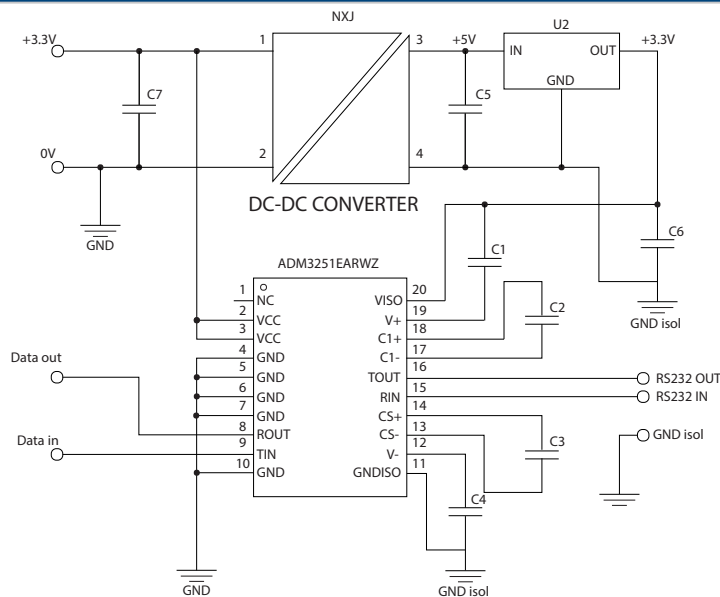 NXJ
+3.3V
1
3
+5V
U2
+3.3V
IN
OUT
GND
C7
C5
0V
2
4
DC-DC CONVERTER
GND
C6
C1
GND isol
ADM3251EARWZ
1
NC
VISO
20
2
VCC
V+
19
3
VCC
C1+
18
C2
4
GND
C1-
17
Data out
5
GND
TOUT
16
RS232 OUT
6
GND
RIN
15
RS232 IN
7
GND
CS+
14
8
ROUT
CS-
13
C3
GND isol
Data in
9
TIN
V-
12
10
GND
GNDISO
11
C4
GND
GND isol